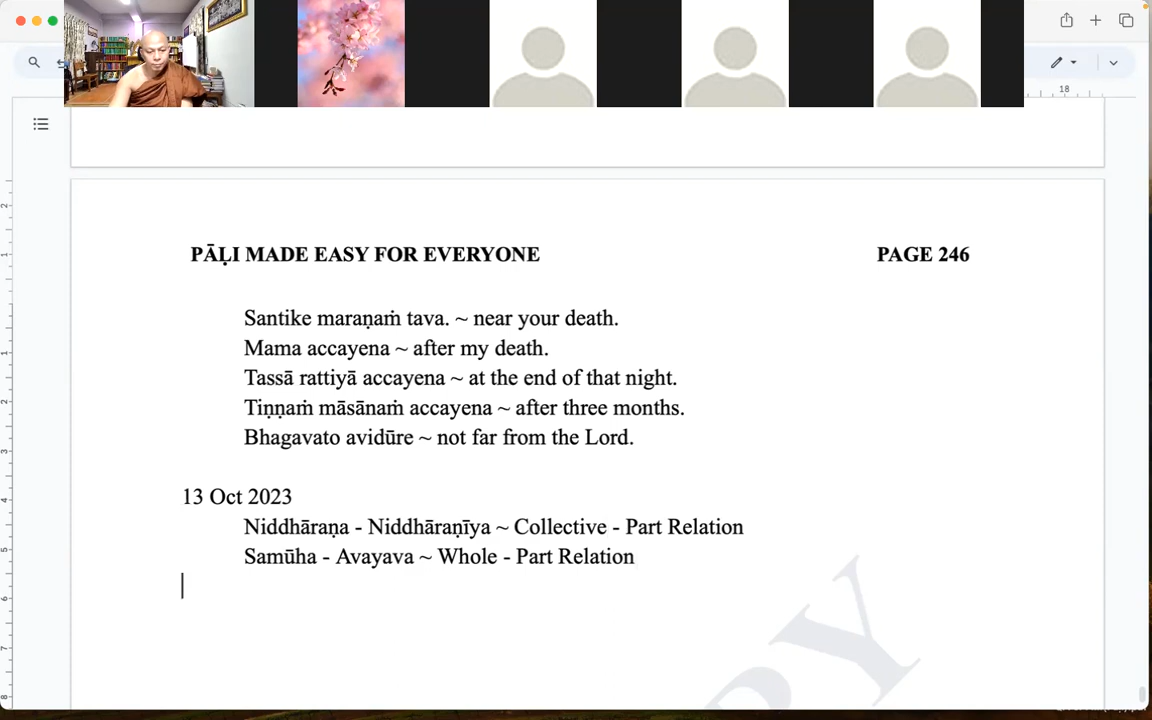 18
PĀḶI MADE EASY FOR EVERYONE PAGE 246
Santike maraṇaṁ tava. ~ near your death.
Mama accayena ~ after my death.
Tassā rattiyā accayena ~ at the end of that night.
Tiṇṇaṁ māsānaṁ accayena ~ after three months.
Bhagavato avidūre ~ not far from the Lord.
13 Oct 2023
Niddhāraṇa - Niddhāraṇīya ~ Collective - Part Relation
Samūha - Avayava ~ Whole - Part Relation
PY